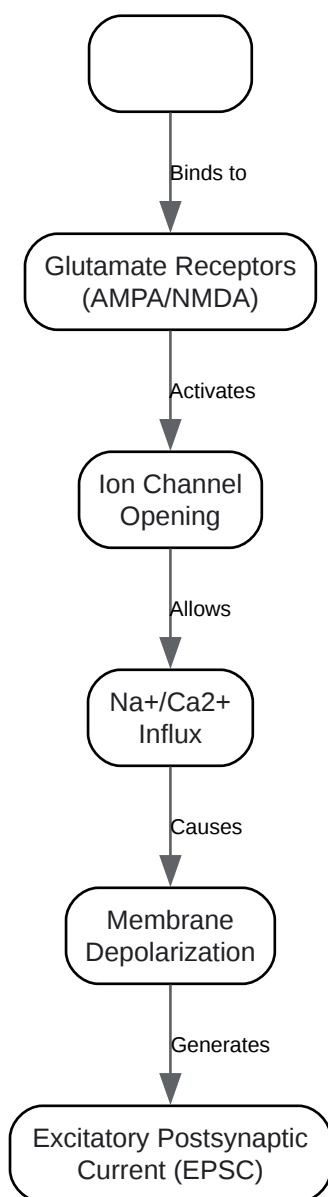 Binds to
Glutamate Receptors
(AMPA/NMDA)
Activates
Ion Channel
Opening
Allows
Na+/Ca2+
Influx
Causes
Membrane
Depolarization
Generates
Excitatory Postsynaptic
Current (EPSC)